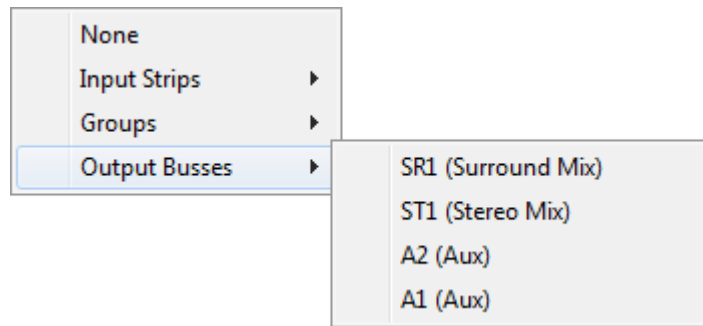 None
Input Strips
Groups
Output Busses
SR1 (Surround Mix)
ST1 (Stereo Mix)
A2 (Aux)
A1 (Aux)